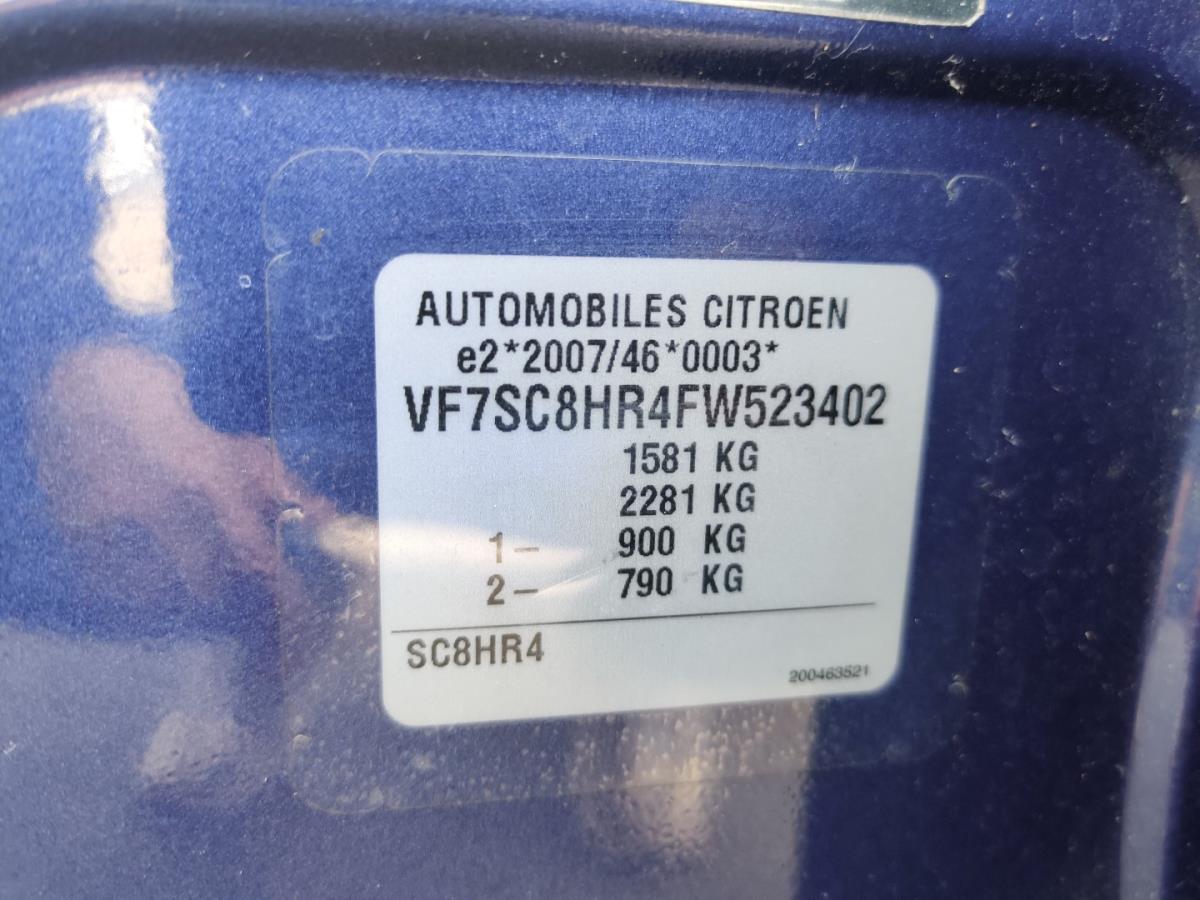 AUTOMOBILES CITROEN
e2*2007/46*0003*
VF7SC8HR4FW523402
1581 KG
2281 KG
1- 900 KG
2- 790 KG
SC8HR4
200463521